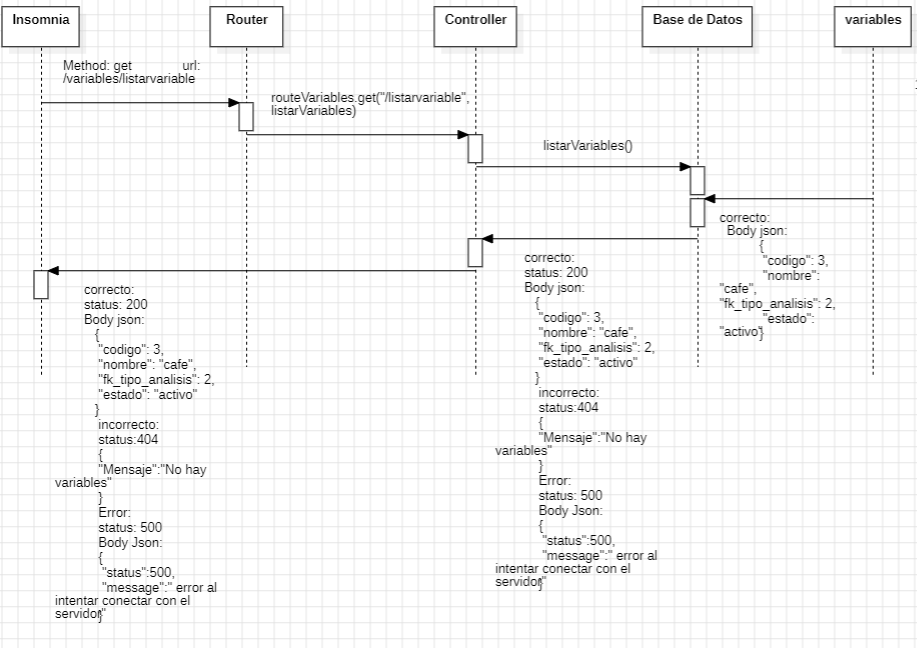 Insomnia
Router
Controller
Base de Datos
variables
Method: get url:
/variables/listarvariable
routeVariables.get("/listarvariable",
listarVariables)
listarVariables()
correcto:
Body json:
{
"codigo": 3,
"nombre":
"cafe",
"fk_tipo_analisis": 2,
"estado":
"activo"}
correcto:
status: 200
Body json:
{
"codigo": 3,
"nombre": "cafe",
"fk_tipo_analisis": 2,
"estado": "activo"
}
incorrecto:
status:404
{
"Mensaje":"No hay
variables"
}
Error:
status: 500
Body Json:
{
"status":500,
"message":" error al
intentar conectar con el
servidor"
}
correcto:
status: 200
Body json:
{
"codigo": 3,
"nombre": "cafe",
"fk_tipo_analisis": 2,
"estado": "activo"
}
incorrecto:
status:404
{
"Mensaje":"No hay
variables"
}
Error:
status: 500
Body Json:
{
"status":500,
"message":" error al
intentar conectar con el
servidor"
}